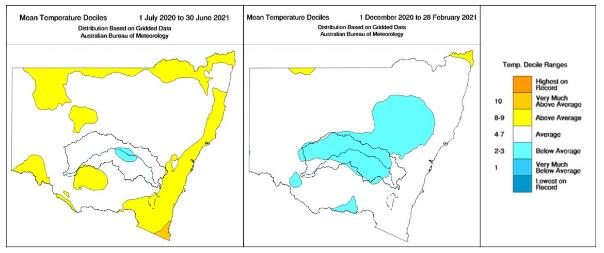 Mean Temperature Deciles 1 July 2020 to 30 June 2021
Distribution Based on Gridded Data
Australian Bureau of Meteorology
Mean Temperature Deciles 1 December 2020 to 28 February 2021
Distribution Based on Gridded Data
Australian Bureau of Meteorology
Temp. Decile Ranges
Highest on
Record
10 Very Much
Above Average
8-9 Above Average
4-7 Average
2-3 Below Average
1 Very Much
Below Average
Lowest on
Record